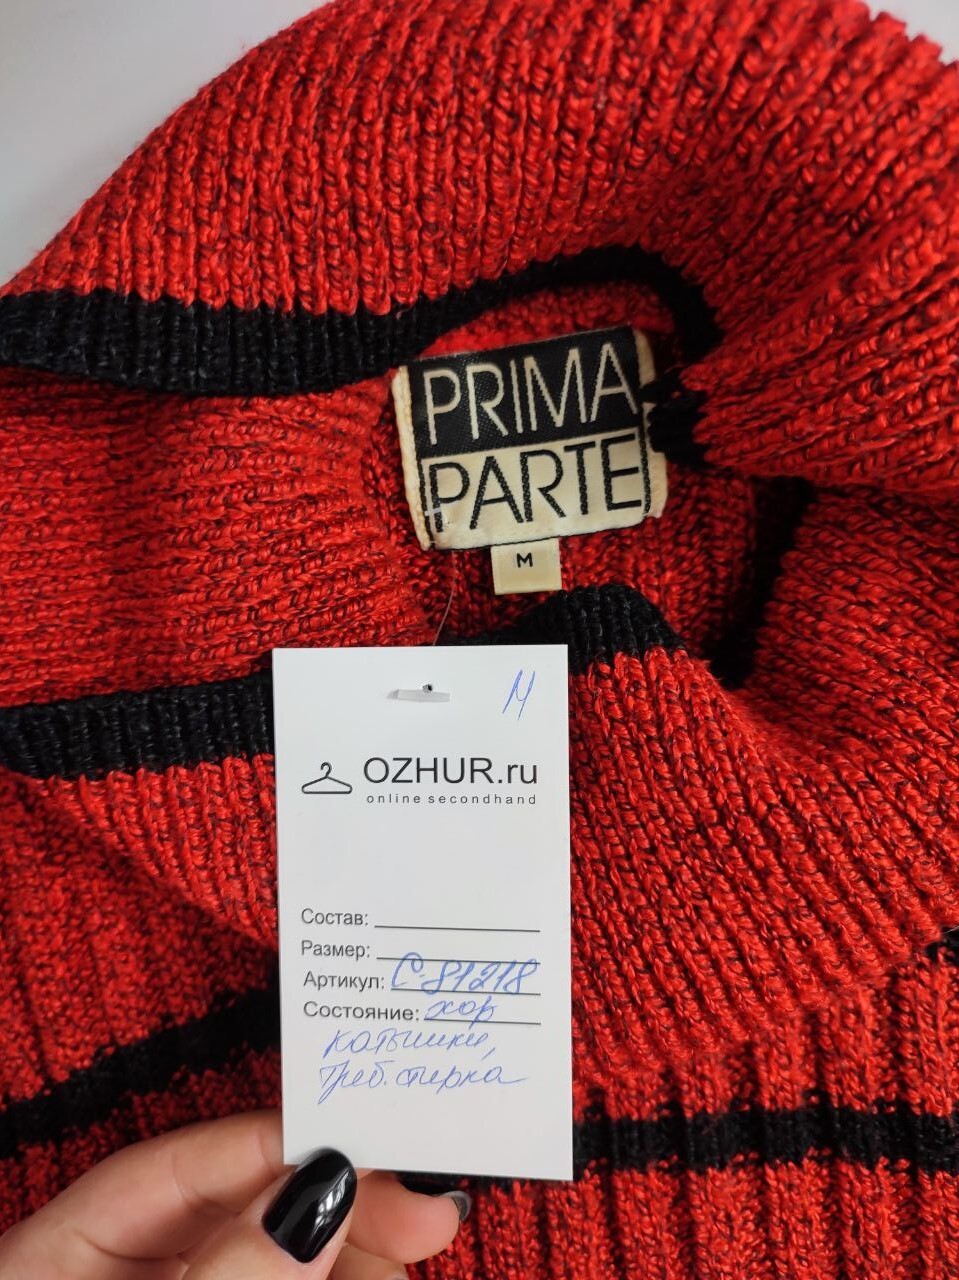 PRIMA
PARTE
M
M
OZHUR.ru
online secondhand
Состав:
Размер:
Артикул: С-81218
Состояние: хор
катышки,
треб. стирка